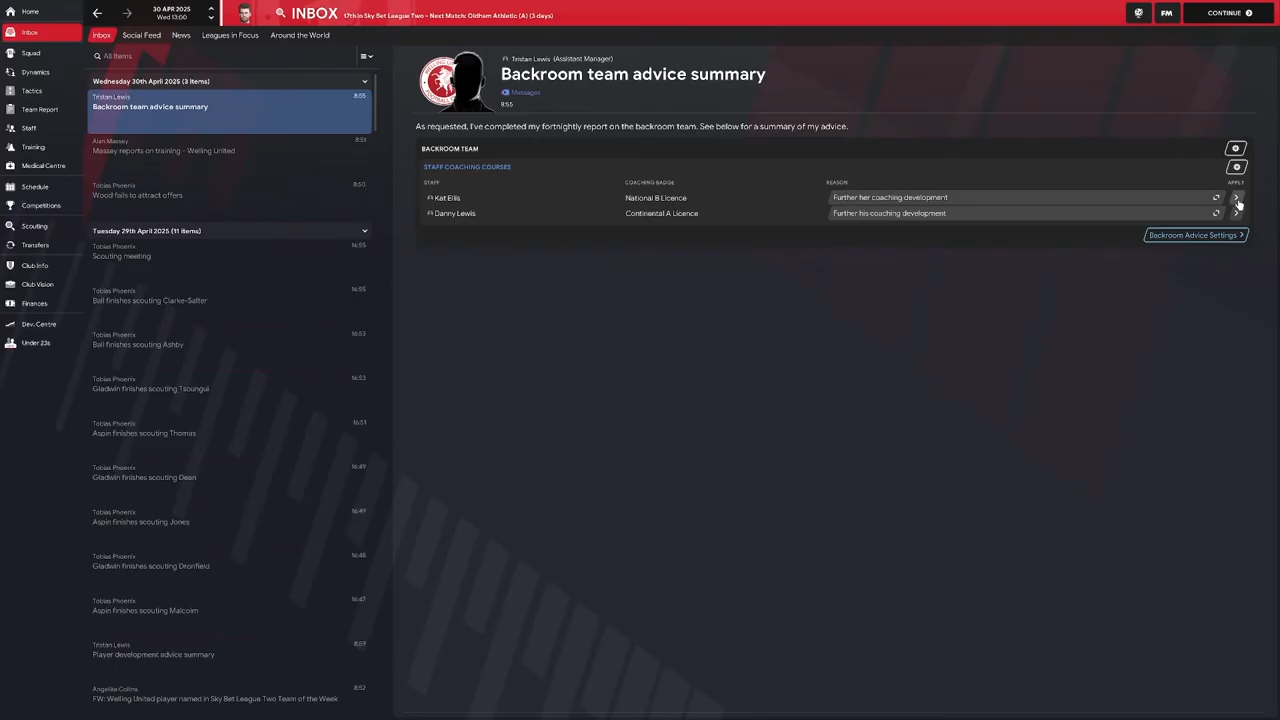 Home
30 APR 2025
Wed 13:00
INBOX
17th in Sky Bet League Two - Next Match: Oldham Athletic (A) (3 days)
FM
CONTINUE
Inbox
Squad
Dynamics
Tactics
Team Report
Staff
Training
Medical Centre
Schedule
Competitions
Scouting
Transfers
Club Info
Club Vision
Finances
Dev. Centre
Under 23s
Inbox
Social Feed
News
Leagues in Focus
Around the World
All Items
Wednesday 30th April 2025 (3 items)
Tristan Lewis 8:55
Backroom team advice summary
Alan Massey 8:51
Massey reports on training - Welling United
Tobias Phoenix 8:50
Wood fails to attract offers
Tuesday 29th April 2025 (11 items)
Tobias Phoenix 16:55
Scouting meeting
Tobias Phoenix 16:55
Ball finishes scouting Clarke-Salter
Tobias Phoenix 16:53
Ball finishes scouting Ashby
Tobias Phoenix 16:53
Gladwin finishes scouting Tsoungui
Tobias Phoenix 16:51
Aspin finishes scouting Thomas
Tobias Phoenix 16:49
Gladwin finishes scouting Dean
Tobias Phoenix 16:49
Aspin finishes scouting Jones
Tobias Phoenix 16:48
Gladwin finishes scouting Dronfield
Tobias Phoenix 16:47
Aspin finishes scouting Malcolm
Tristan Lewis 8:59
Player development advice summary
Angelika Collins 8:52
FW: Welling United player named in Sky Bet League Two Team of the Week
Tristan Lewis (Assistant Manager)
Backroom team advice summary
Messages
8:55
As requested, I've completed my fortnightly report on the backroom team. See below for a summary of my advice.
BACKROOM TEAM
STAFF COACHING COURSES
STAFF COACHING BADGE REASON APPLY
Kat Ellis National B Licence Further her coaching development
Danny Lewis Continental A Licence Further his coaching development
Backroom Advice Settings